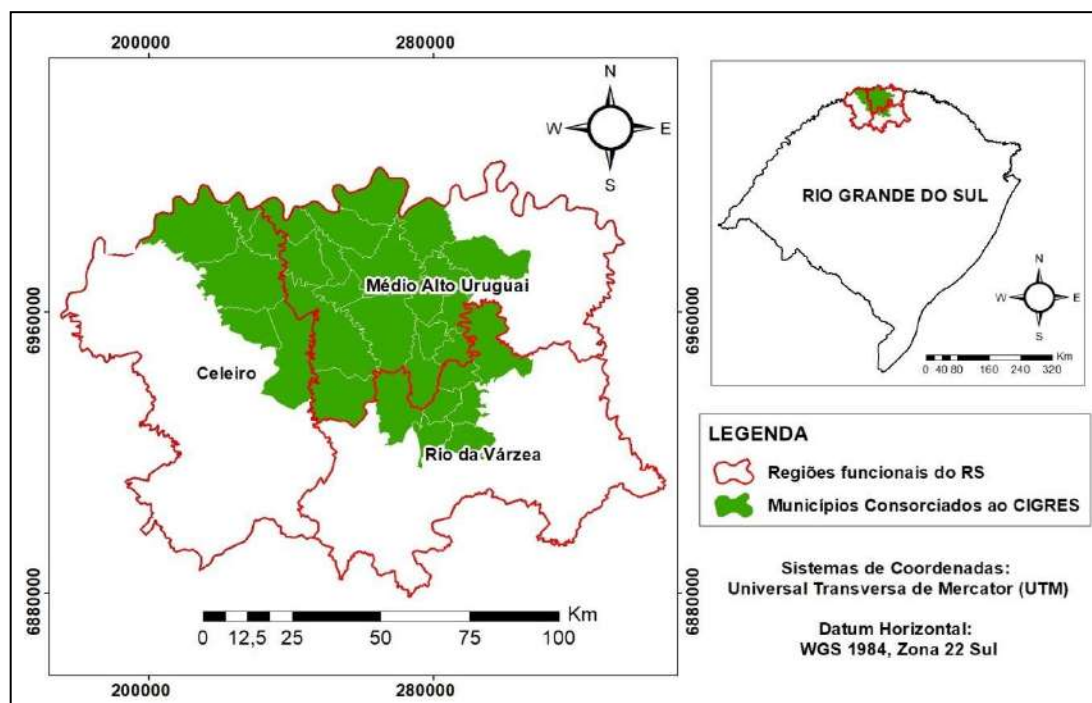 200000
280000
N
W
E
S
6960000
6960000
Médio Alto Uruguai
Celeiro
Rio da Várzea
6880000
6880000
Km
0 12,5 25 50 75 100
200000
280000
RIO GRANDE DO SUL
N
W
E
S
Km
0 40 80 160 240 320
LEGENDA
Regiões funcionais do RS
Municípios Consorciados ao CIGRES
Sistemas de Coordenadas:
Universal Transversa de Mercator (UTM)
Datum Horizontal:
WGS 1984, Zona 22 Sul